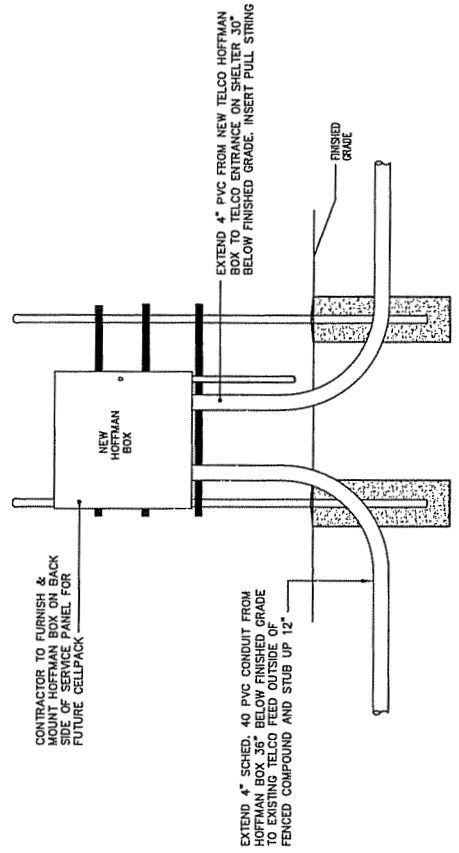 CONTRACTOR TO FURNISH &
MOUNT HOFFMAN BOX ON BACK
SIDE OF SERVICE PANEL FOR
FUTURE CELLPACK
NEW
HOFFMAN
BOX
EXTEND 4" PVC FROM NEW TELCO HOFFMAN
BOX TO TELCO ENTRANCE ON SHELTER 30"
BELOW FINISHED GRADE. INSERT PULL STRING
FINISHED
GRADE
EXTEND 4" SCHED. 40 PVC CONDUIT FROM
HOFFMAN BOX 36" BELOW FINISHED GRADE
TO EXISTING TELCO FEED OUTSIDE OF
FENCED COMPOUND AND STUB UP 12"